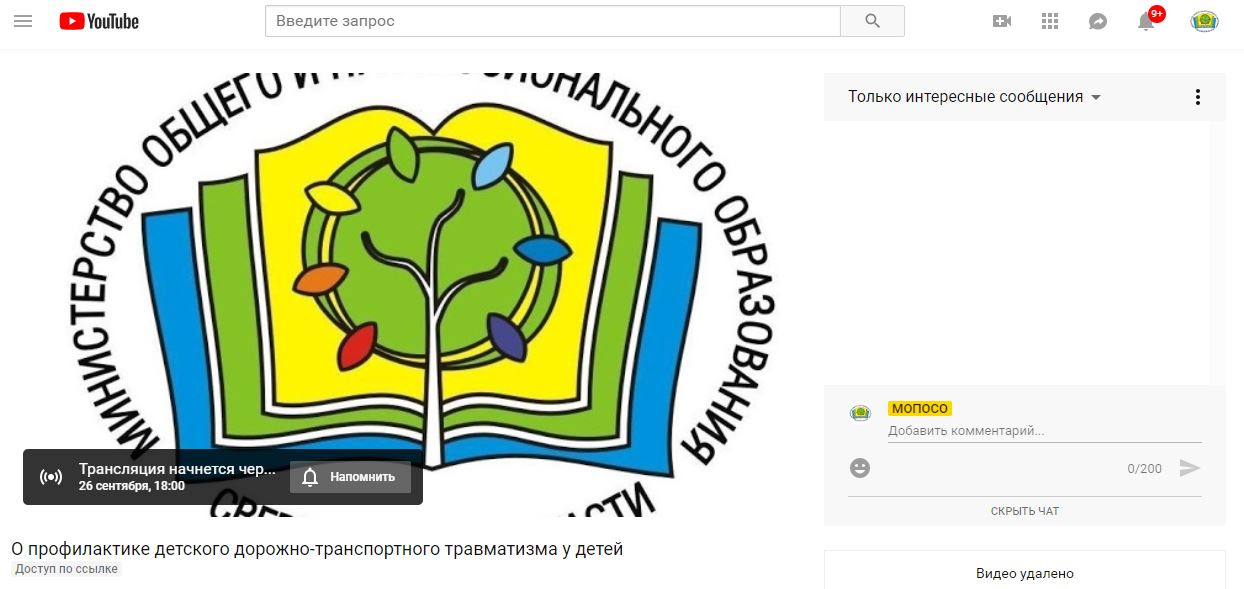 YouTube
Введите запрос
9+
МИНИСТЕРСТВО ОБЩЕГО И ПРОФЕССИОНАЛЬНОГО ОБРАЗОВАНИЯ
Трансляция начнется чер...
26 сентября, 18:00
Напомнить
О профилактике детского дорожно-транспортного травматизма у детей
Доступ по ссылке
Только интересные сообщения
МОПОСО
Добавить комментарий...
0/200
СКРЫТЬ ЧАТ
Видео удалено